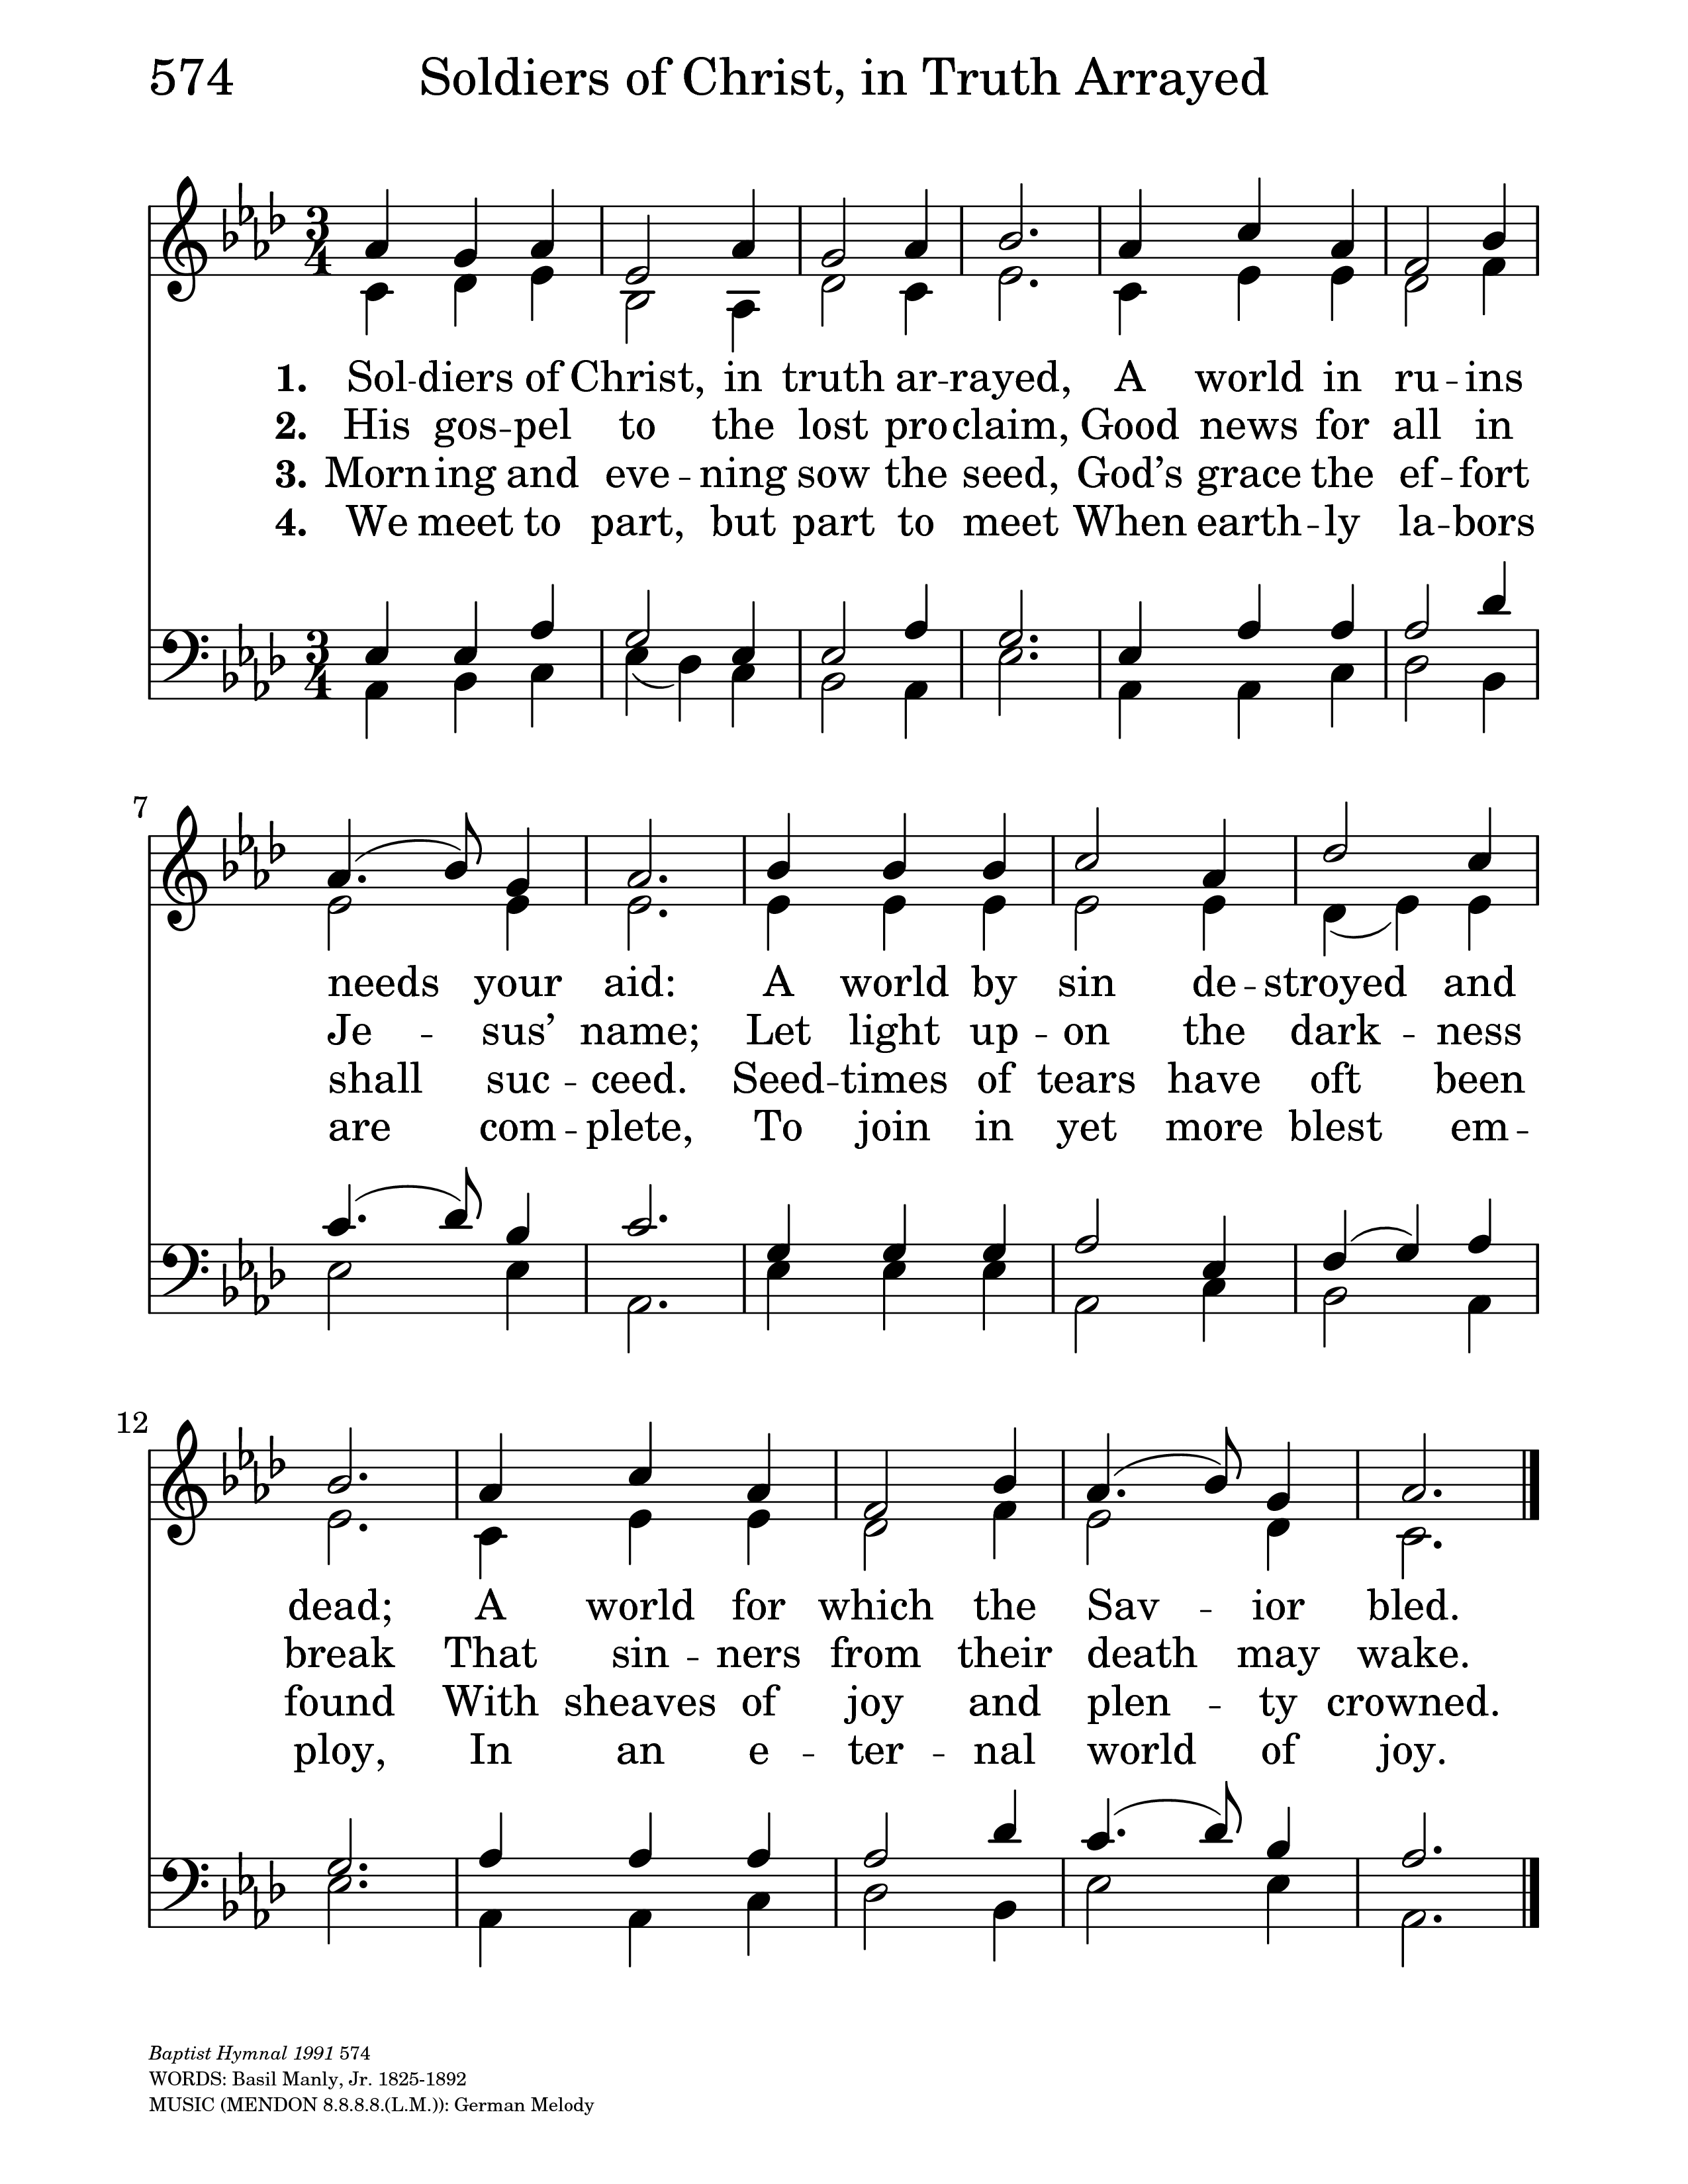 574 Soldiers of Christ, in Truth Arrayed
1. Sol - diers of Christ, in truth ar - rayed, A world in ru - ins
2. His gos - pel to the lost pro - claim, Good news for all in
3. Morn - ing and eve - ning sow the seed, God’s grace the ef - fort
4. We meet to part, but part to meet When earth - ly la - bors
7
needs your aid: A world by sin de - stroyed and
Je - sus’ name; Let light up - on the dark - ness
shall suc - ceed. Seed - times of tears have oft been
are com - plete, To join in yet more blest em -
12
dead; A world for which the Sav - ior bled.
break That sin - ners from their death may wake.
found With sheaves of joy and plen - ty crowned.
ploy, In an e - ter - nal world of joy.
Baptist Hymnal 1991 574
WORDS: Basil Manly, Jr. 1825-1892
MUSIC (MENDON 8.8.8.8.(L.M.)): German Melody